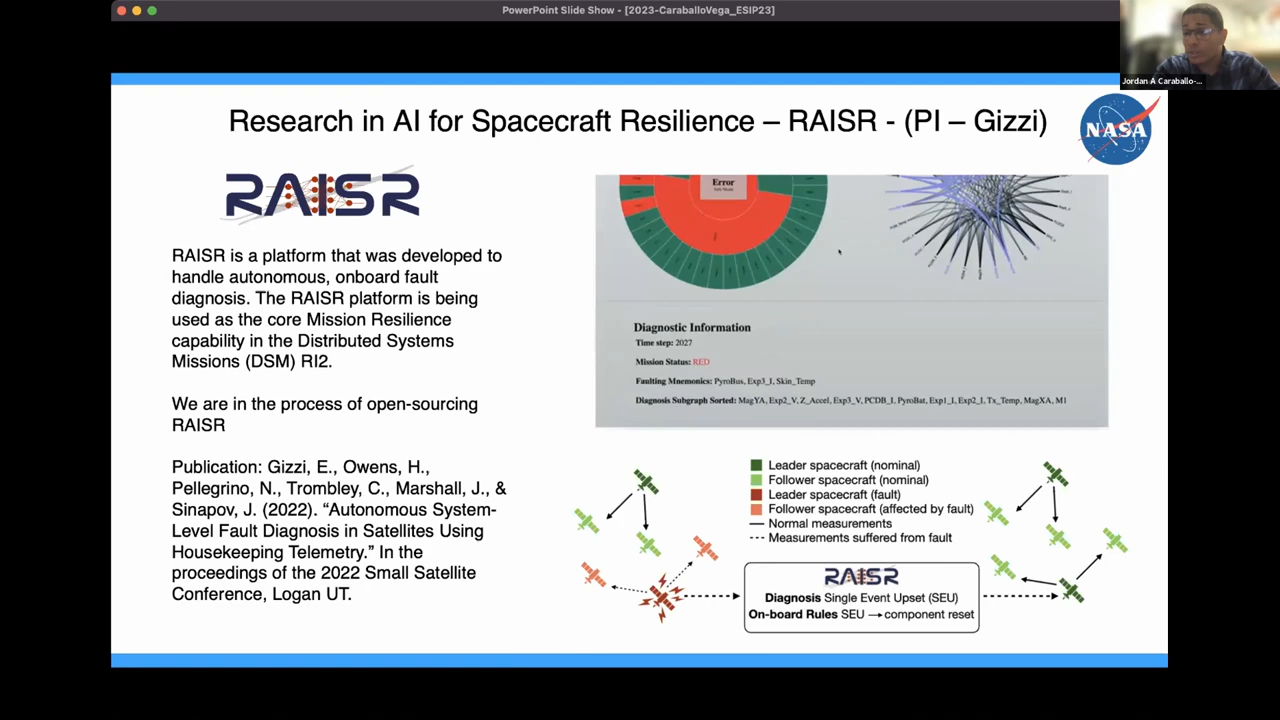 PowerPoint Slide Show - [2023-CaraballoVega_ESIP23]
Jordan A Caraballo-...
Research in AI for Spacecraft Resilience – RAISR - (PI – Gizzi)
NASA
RAISR
RAISR is a platform that was developed to
handle autonomous, onboard fault
diagnosis. The RAISR platform is being
used as the core Mission Resilience
capability in the Distributed Systems
Missions (DSM) RI2.
We are in the process of open-sourcing
RAISR
Publication: Gizzi, E., Owens, H.,
Pellegrino, N., Trombley, C., Marshall, J., &
Sinapov, J. (2022). “Autonomous System-
Level Fault Diagnosis in Satellites Using
Housekeeping Telemetry.” In the
proceedings of the 2022 Small Satellite
Conference, Logan UT.
Error
Diagnostic Information
Time step: 2027
Mission Status: RED
Faulting Mnemonics: PyroBus, Exp3_I, Skin_Temp
Diagnosis Subgraph Sorted: MagYA, Exp2_V, Z_Accel, Exp3_V, PCDB_I, PyroBat, Exp1_I, Exp2_I, Tx_Temp, MagXA, M1
Leader spacecraft (nominal)
Follower spacecraft (nominal)
Leader spacecraft (fault)
Follower spacecraft (affected by fault)
Normal measurements
Measurements suffered from fault
RAISR
Diagnosis Single Event Upset (SEU)
On-board Rules SEU → component reset